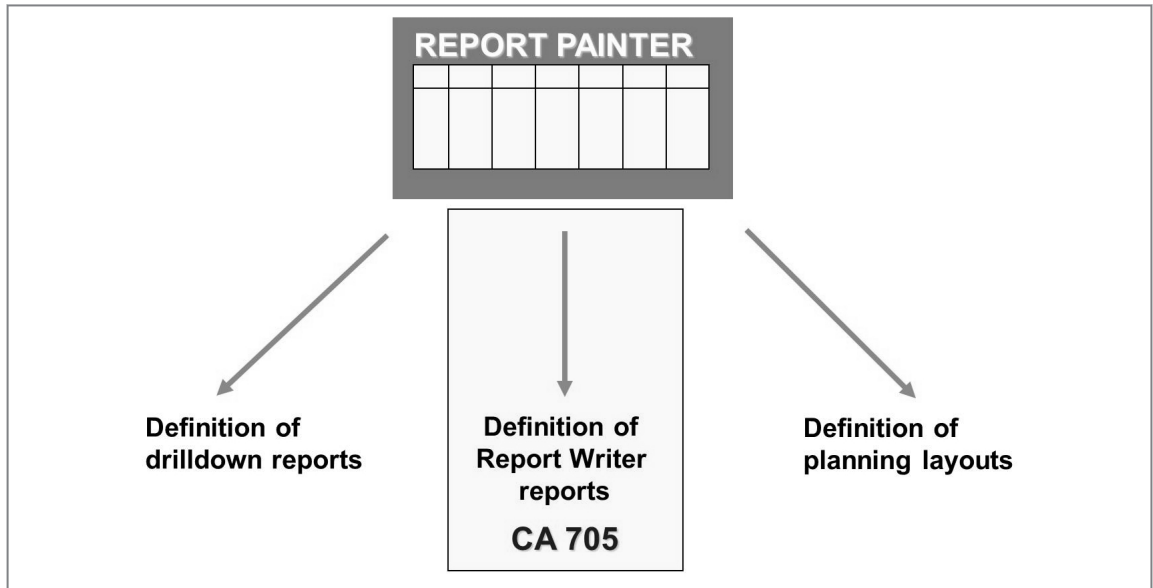 REPORT PAINTER
Definition of
drilldown reports
Definition of
Report Writer
reports
CA 705
Definition of
planning layouts